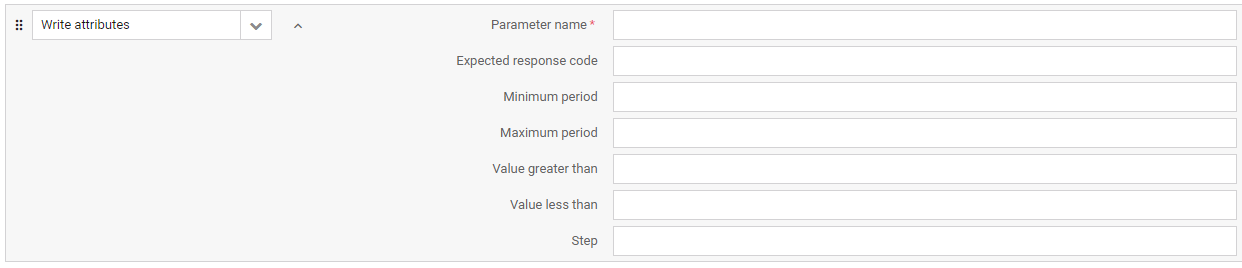 Write attributes
Parameter name *
Expected response code
Minimum period
Maximum period
Value greater than
Value less than
Step